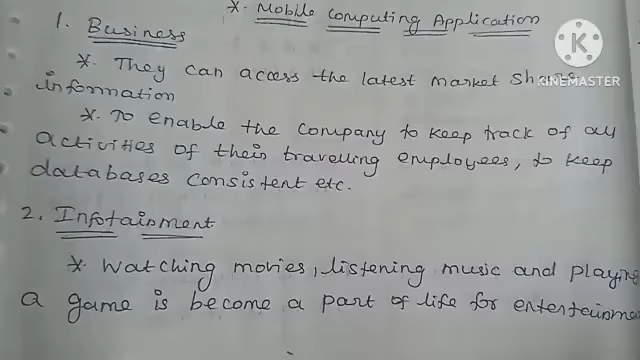 * Mobile Computing Application
1. Business
* They can access the latest market share
information
* To enable the company to keep track of all
activities of their travelling employees, to keep
databases consistent etc.
2. Infotainment
* Watching movies, listening music and playing
a game is become a part of life for entertainme
KINEMASTER